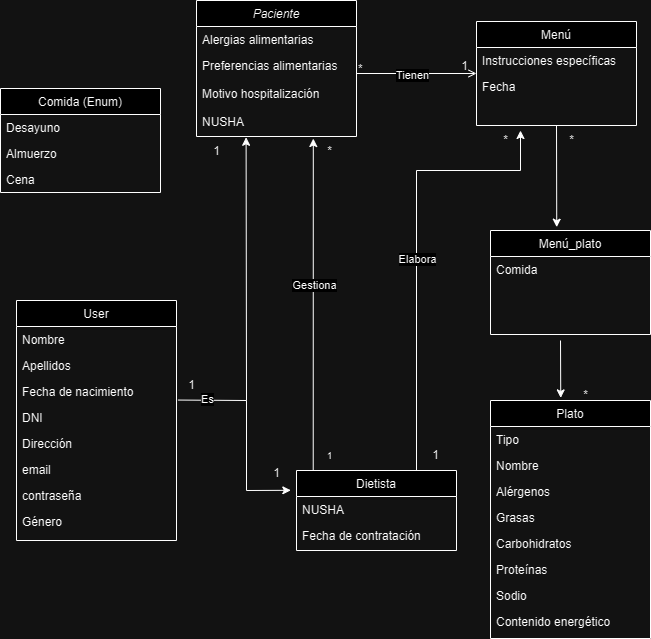 Paciente
Alergias alimentarias
Preferencias alimentarias
Motivo hospitalización
NUSHA
Menú
Instrucciones específicas
Fecha
*
Tienen
1
Comida (Enum)
Desayuno
Almuerzo
Cena
1
*
*
*
Menú_plato
Comida
Elabora
Gestiona
User
Nombre
Apellidos
Fecha de nacimiento
DNI
Dirección
email
contraseña
Género
1
Es
1
1
1
Dietista
NUSHA
Fecha de contratación
*
Plato
Tipo
Nombre
Alérgenos
Grasas
Carbohidratos
Proteínas
Sodio
Contenido energético